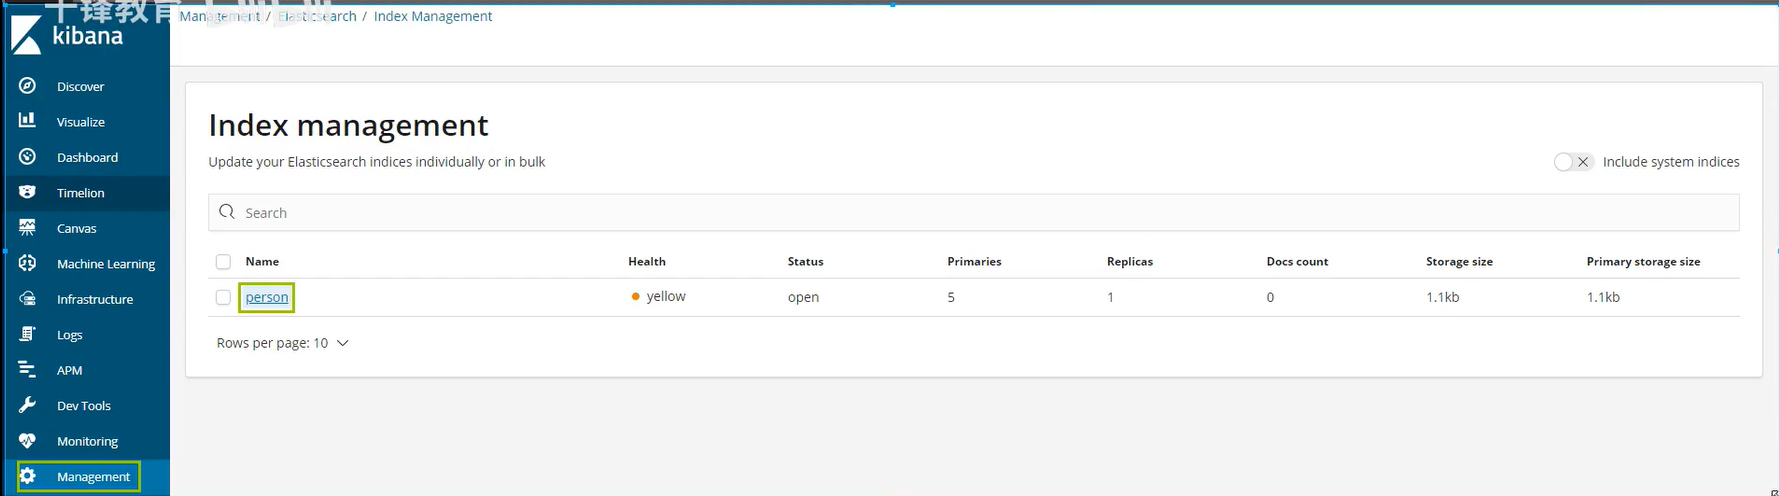 千锋教育
kibana
Management / Elasticsearch / Index Management
Discover
Visualize
Dashboard
Timelion
Canvas
Machine Learning
Infrastructure
Logs
APM
Dev Tools
Monitoring
Management
Index management
Update your Elasticsearch indices individually or in bulk
Include system indices
Search
Name Health Status Primaries Replicas Docs count Storage size Primary storage size
person yellow open 5 1 0 1.1kb 1.1kb
Rows per page: 10